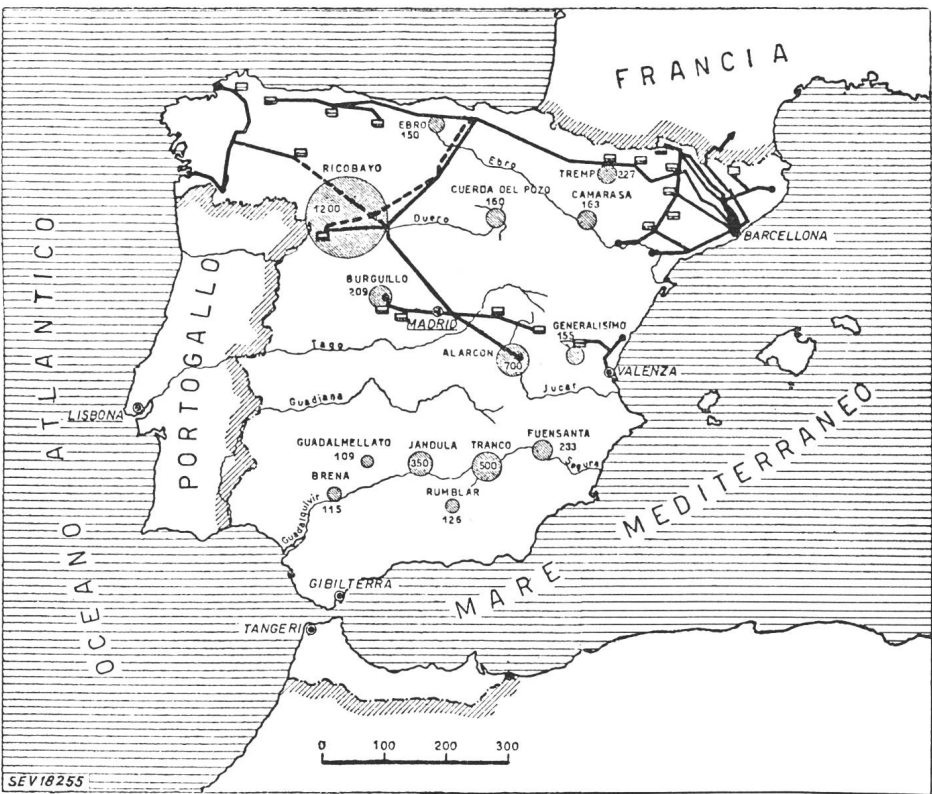 FRANCIA
EBRO
150
Ebro
TREMP
227
RICOBAYO
1200
CUERDA DEL POZO
160
CAMARASA
163
Duero
BARCELLONA
BURGUILLO
209
MADRID
GENERALISIMO
155
ALARCON
700
Tago
Jucar
VALENZA
Guadiana
LISBONA
PORTOGALLO
OCEANO ATLANTICO
GUADALMELLATO
109
JANDULA
350
TRANCO
500
FUENSANTA
233
Segura
BRENA
115
RUMBLAR
126
Guadalquivir
MARE MEDITERRANEO
GIBILTERRA
TANGERI
0 100 200 300
SEV18255